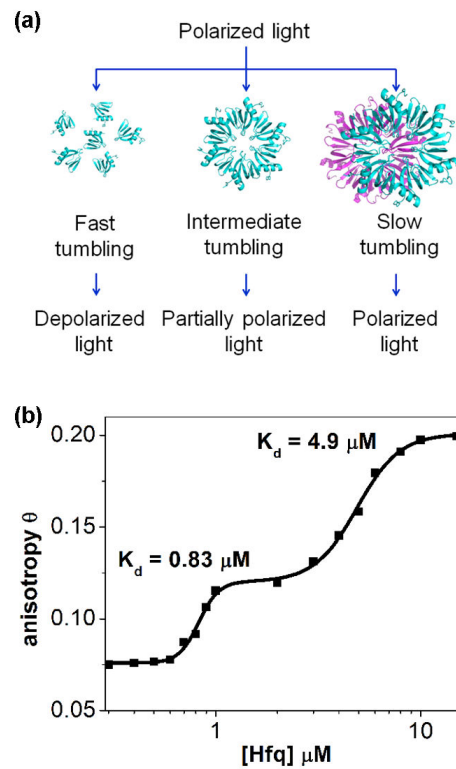 (a)
Polarized light
Fast
tumbling
Intermediate
tumbling
Slow
tumbling
Depolarized
light
Partially polarized
light
Polarized
light
(b)
0.20
0.15
0.10
0.05
anisotropy θ
K_d = 4.9 μM
K_d = 0.83 μM
1
10
[Hfq] μM